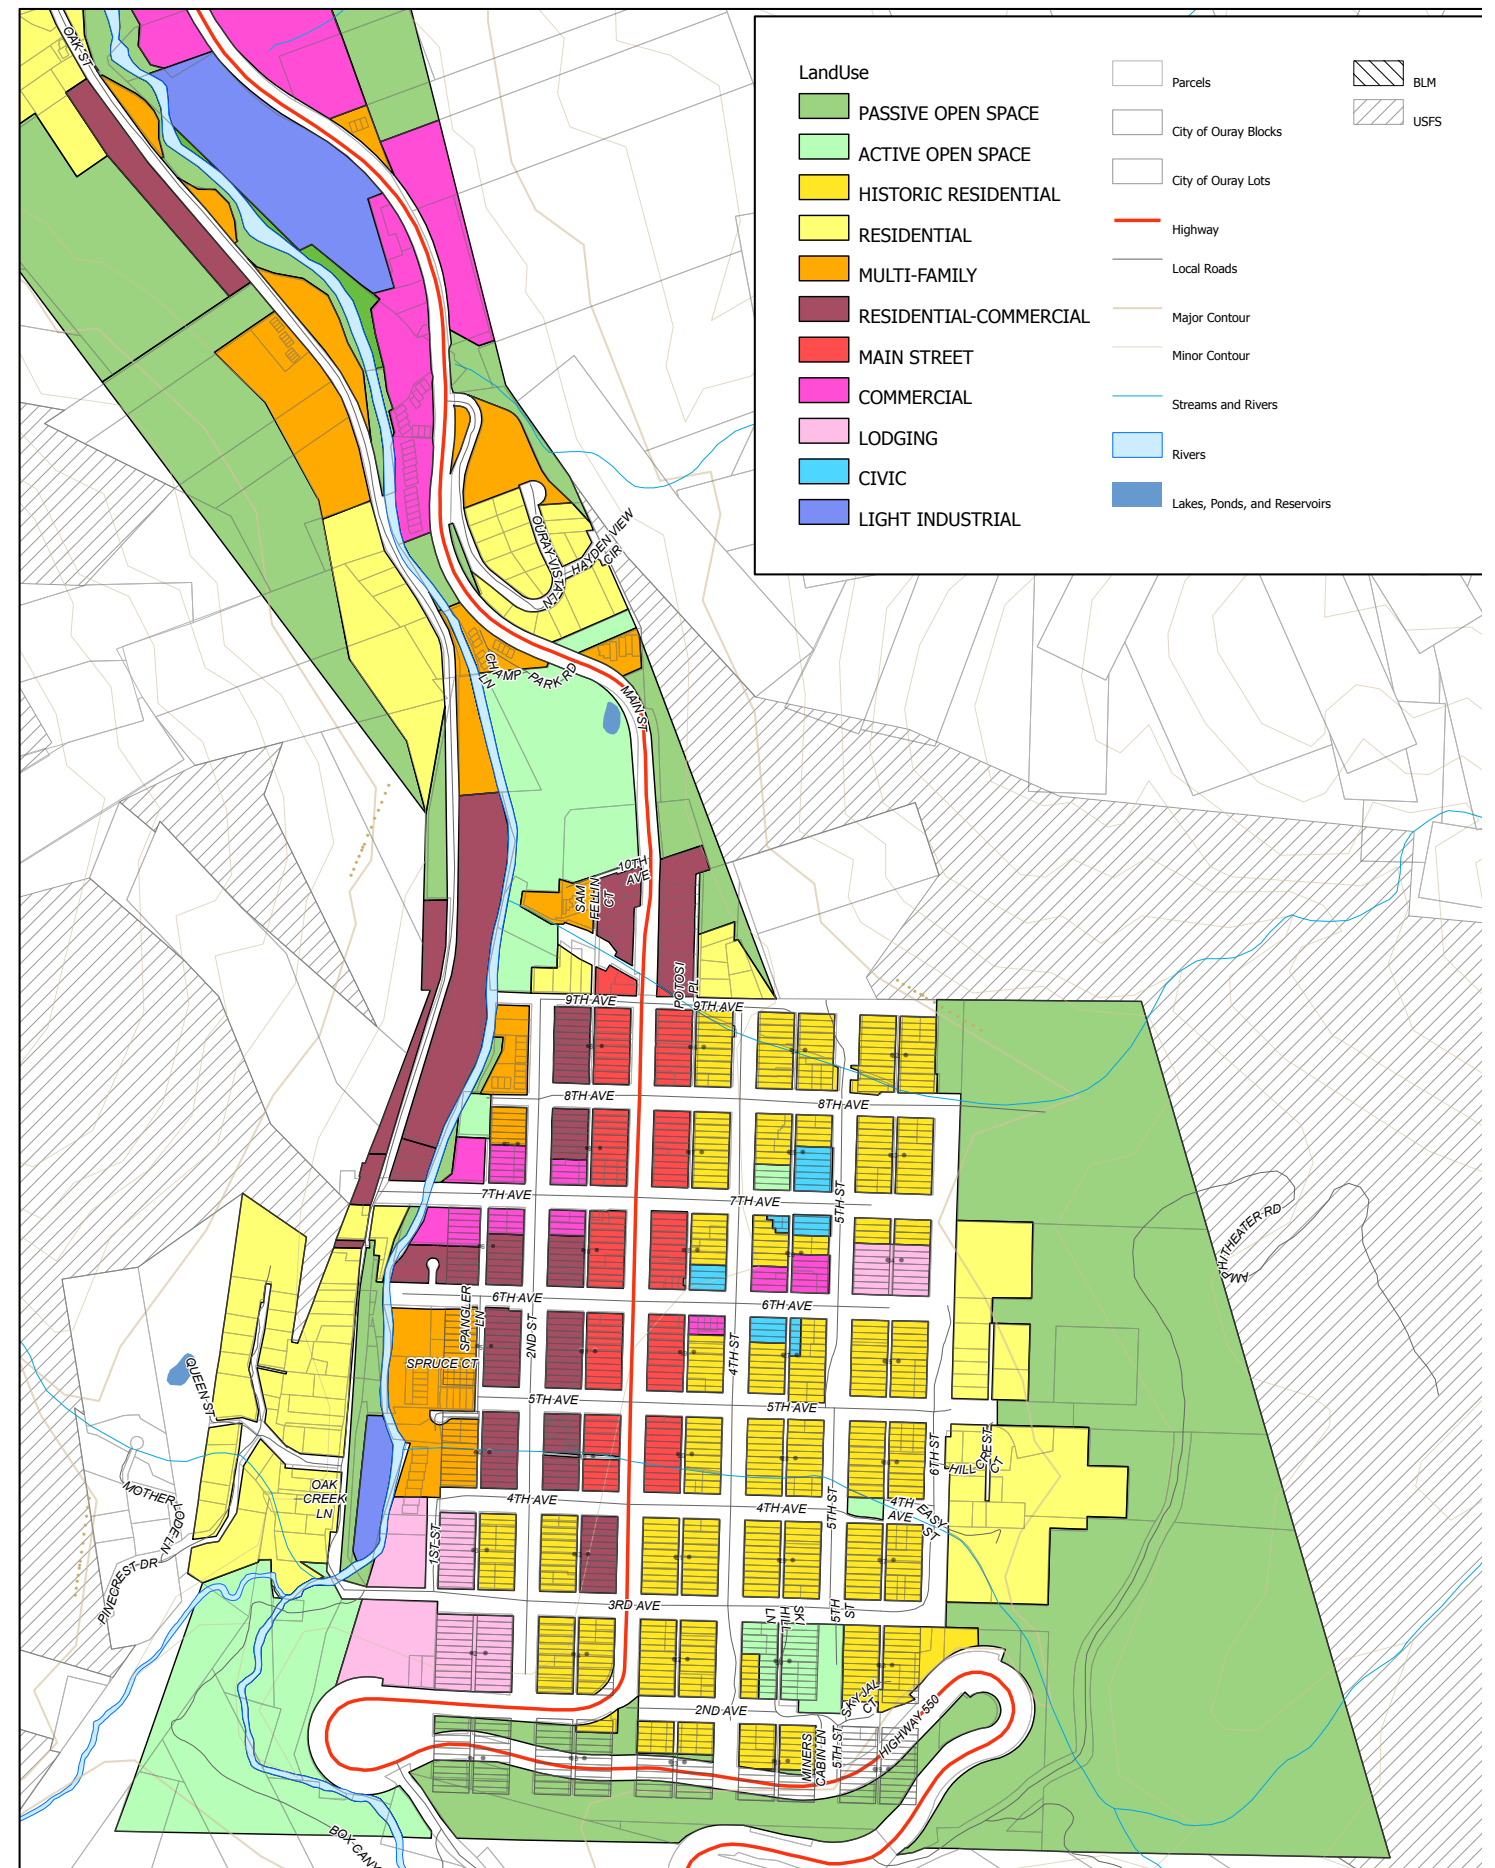 LandUse
PASSIVE OPEN SPACE
ACTIVE OPEN SPACE
HISTORIC RESIDENTIAL
RESIDENTIAL
MULTI-FAMILY
RESIDENTIAL-COMMERCIAL
MAIN STREET
COMMERCIAL
LODGING
CIVIC
LIGHT INDUSTRIAL
Parcels
City of Ouray Blocks
City of Ouray Lots
Highway
Local Roads
Major Contour
Minor Contour
Streams and Rivers
Rivers
Lakes, Ponds, and Reservoirs
BLM
USFS
OAK ST
OURAY VISTA LN
HAYDEN VIEW
CIR
CHAMP
LN
PARK RD
MAIN ST
10TH
AVE
SAM
FELLIN
CT
POTOSI
PL
9TH AVE
9TH AVE
8TH AVE
8TH AVE
7TH AVE
7TH AVE
5TH ST
AMPHITHEATER RD
6TH AVE
6TH AVE
SPANGLER
LN
2ND ST
4TH ST
SPRUCE CT
QUEEN ST
5TH AVE
5TH AVE
6TH ST
HILLCREST
CT
OAK
CREEK
LN
MOTHER LODE LN
4TH AVE
4TH AVE
5TH ST
4TH
AVE
EASY
ST
1ST ST
PINECREST DR
3RD AVE
SKI
HILL
LN
5TH
ST
2ND AVE
SKYJAL
CT
HIGHWAY 550
MINERS
CABIN LN
5TH ST
BOX CANY